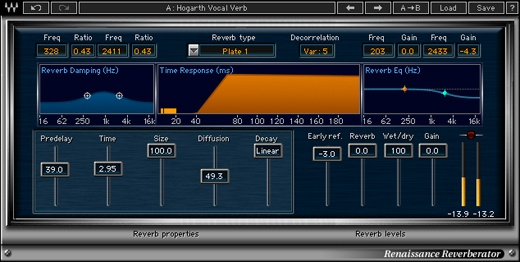 A: Hogarth Vocal Verb A→B Load Save ?
Freq Ratio Freq Ratio Reverb type Decorrelation Freq Gain Freq Gain
328 0.43 2411 0.43 Plate 1 Var: 5 203 0.0 2433 -4.3
Reverb Damping (Hz) Time Response (ms) Reverb Eq (Hz)
16 62 250 1k 4k 16k 20 40 60 80 100 120 140 160 180 16 62 250 1k 4k 16k
Predelay Time Size Diffusion Decay Early ref. Reverb Wet/dry Gain
39.0 2.95 100.0 49.3 Linear -3.0 0.0 100 0.0
-13.9 -13.2
Reverb properties Reverb levels
Renaissance Reverberator